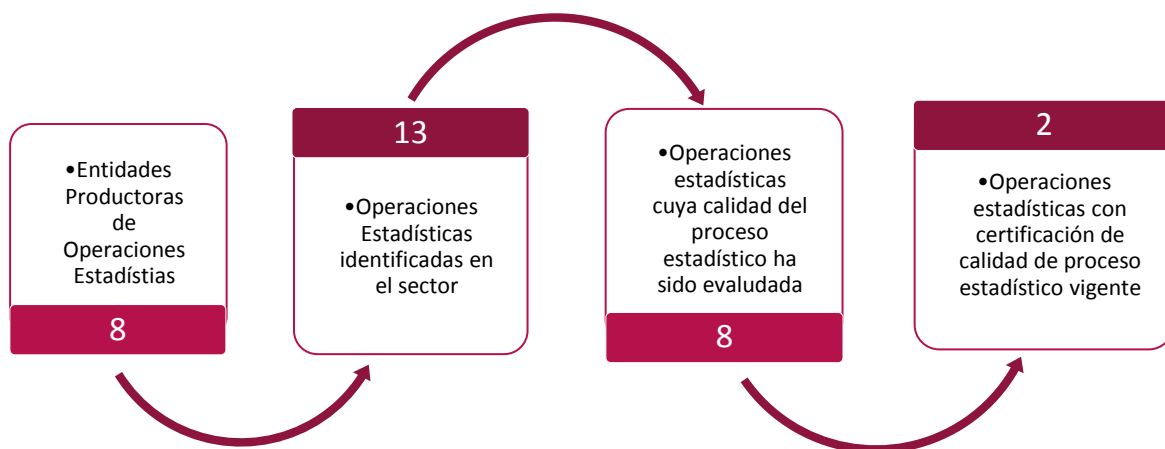 •Entidades
Productoras
de
Operaciones
Estadístias
8
13
•Operaciones
Estadísticas
identificadas en
el sector
•Operaciones
estadísticas
cuya calidad del
proceso
estadístico ha
sido evaludada
8
2
•Operaciones
estadísticas con
certificación de
calidad de proceso
estadístico vigente